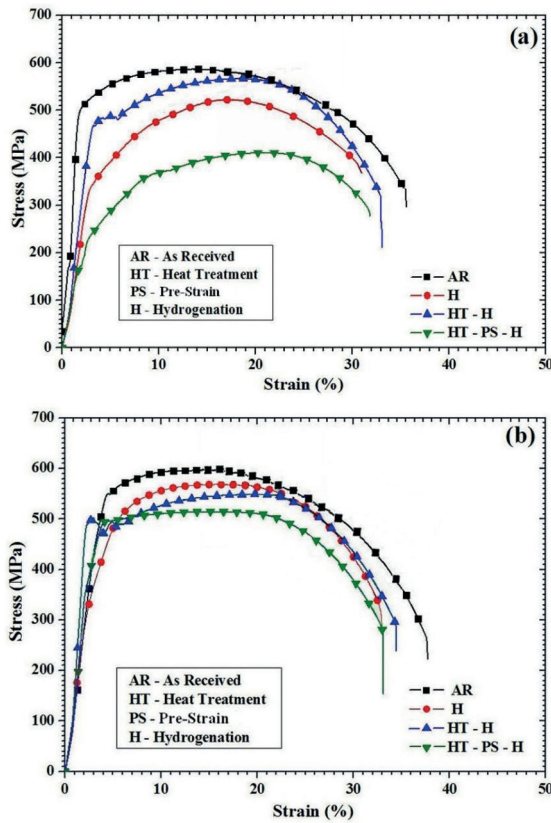 600
(a)
500
400
300
200
100
0
Stress (MPa)
AR - As Received
HT - Heat Treatment
PS - Pre-Strain
H - Hydrogenation
AR
H
HT - H
HT - PS - H
0 10 20 30 40 50
Strain (%)
700
(b)
600
500
400
300
200
100
0
Stress (MPa)
AR - As Received
HT - Heat Treatment
PS - Pre-Strain
H - Hydrogenation
AR
H
HT - H
HT - PS - H
0 10 20 30 40 50
Strain (%)